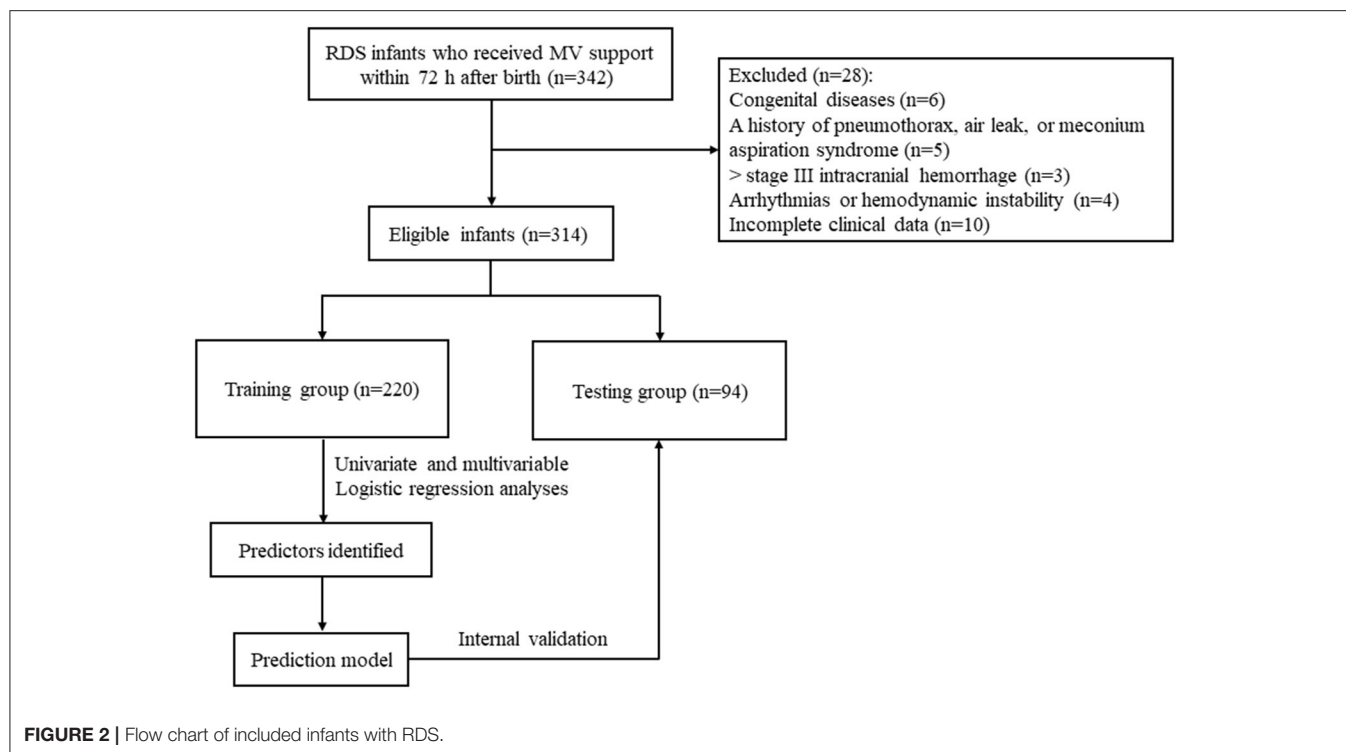 RDS infants who received MV support
within 72 h after birth (n=342)
Excluded (n=28):
Congenital diseases (n=6)
A history of pneumothorax, air leak, or meconium
aspiration syndrome (n=5)
> stage III intracranial hemorrhage (n=3)
Arrhythmias or hemodynamic instability (n=4)
Incomplete clinical data (n=10)
Eligible infants (n=314)
Training group (n=220)
Testing group (n=94)
Univariate and multivariable
Logistic regression analyses
Predictors identified
Internal validation
Prediction model
FIGURE 2 | Flow chart of included infants with RDS.